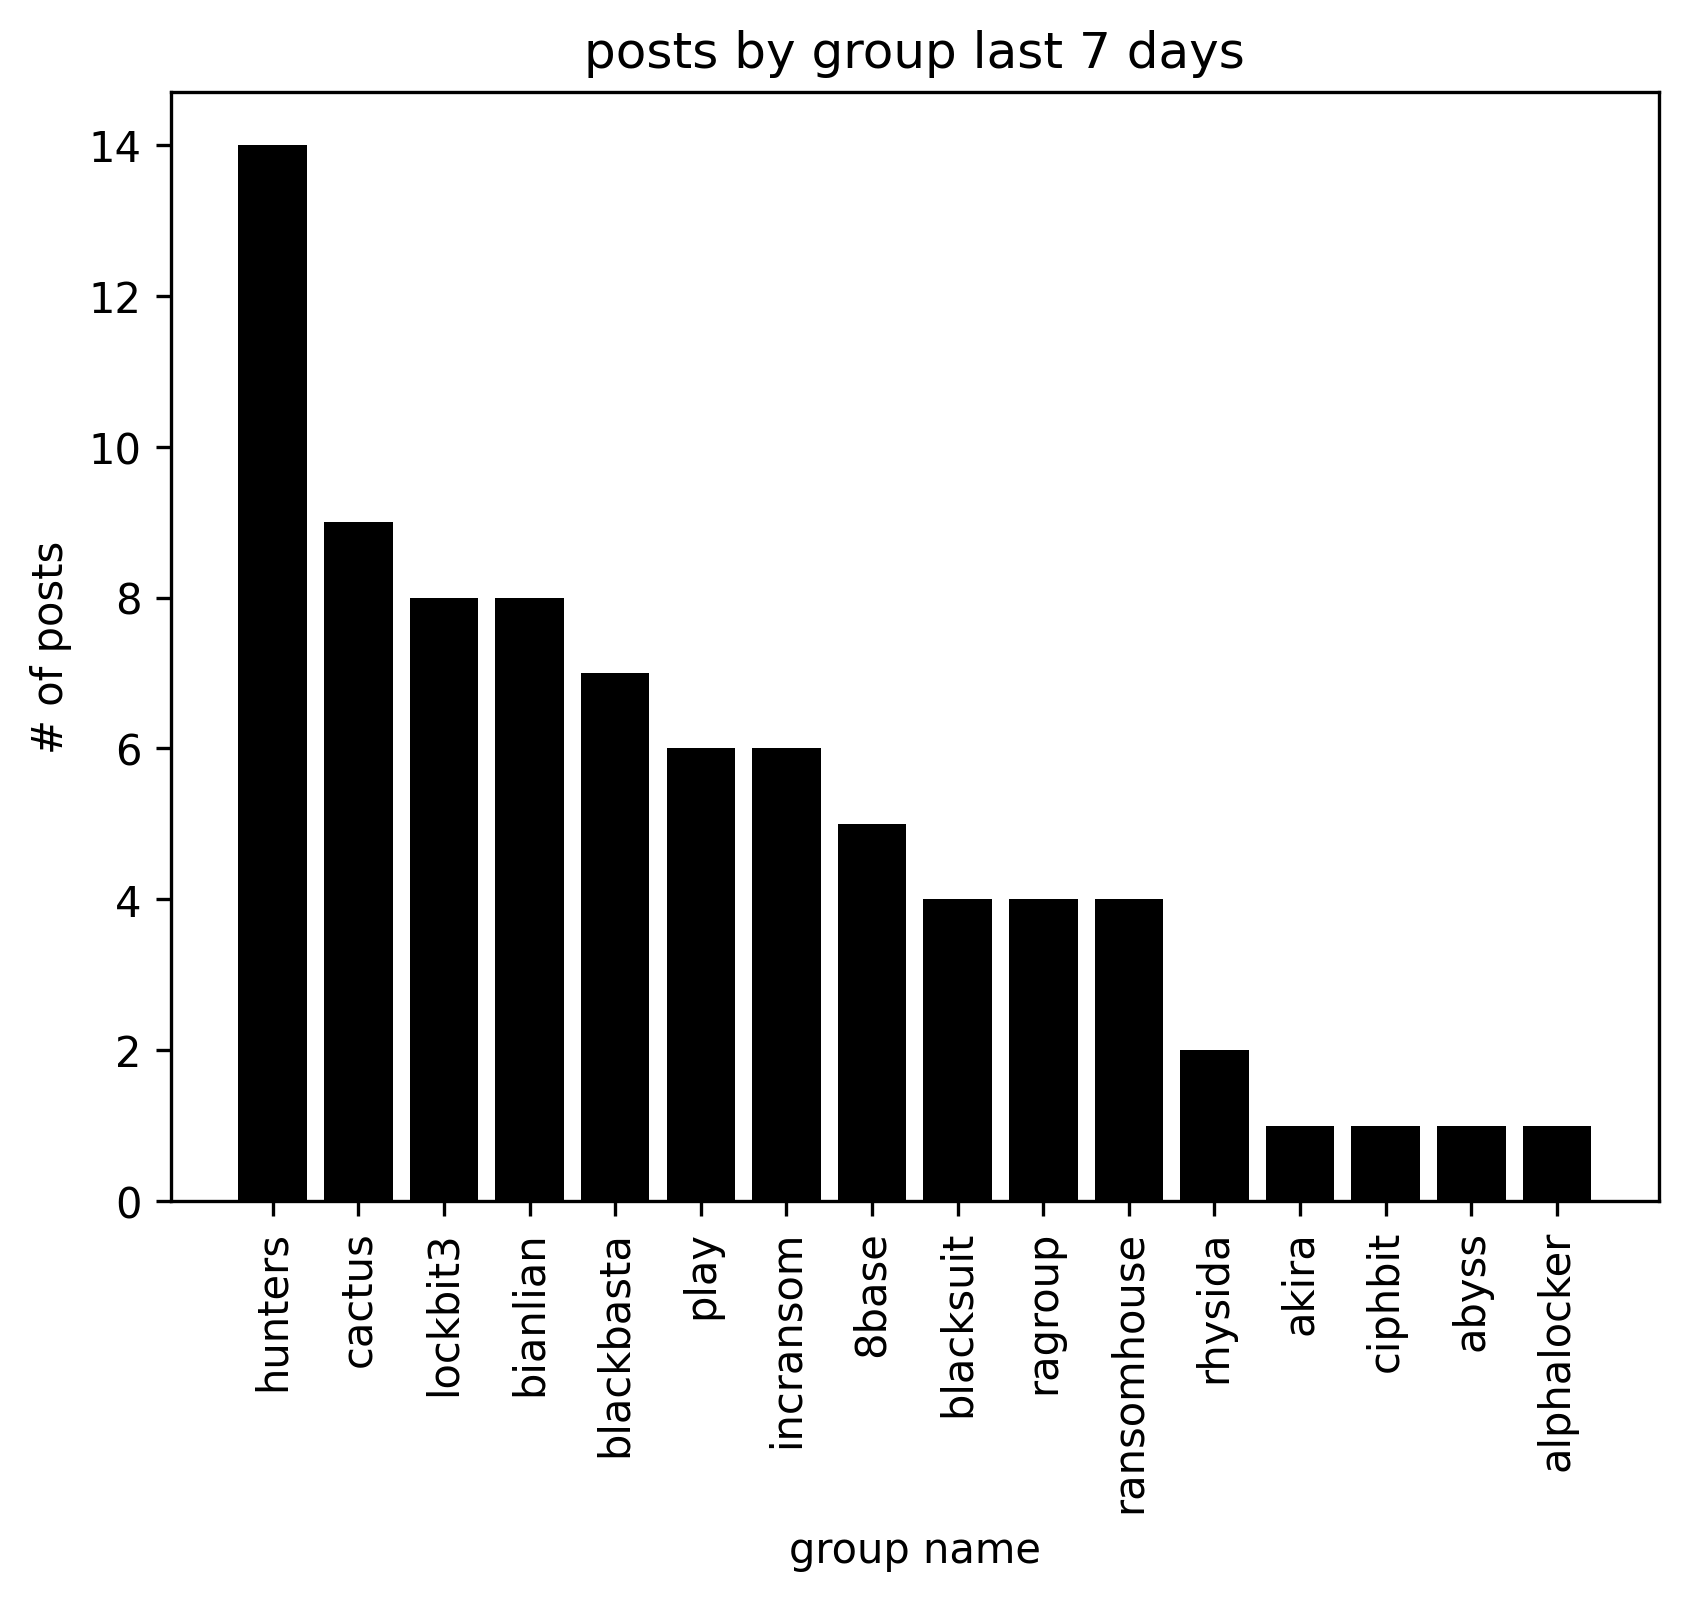 posts by group last 7 days
14
12
10
8
6
4
2
0
# of posts
hunters
cactus
lockbit3
bianlian
blackbasta
play
incransom
8base
blacksuit
ragroup
ransomhouse
rhysida
akira
ciphbit
abyss
alphalocker
group name